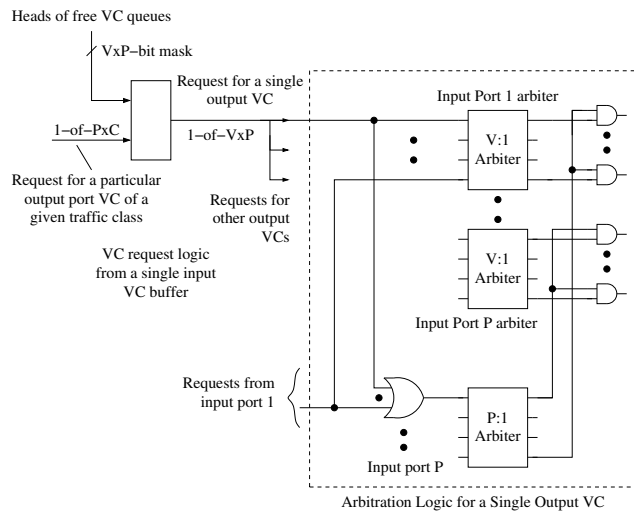 Heads of free VC queues
VxP−bit mask
Request for a single
output VC
1−of−PxC
1−of−VxP
Request for a particular
output port VC of a
given traffic class
Requests for
other output
VCs
VC request logic
from a single input
VC buffer
Input Port 1 arbiter
V:1
Arbiter
V:1
Arbiter
Input Port P arbiter
Requests from
input port 1
P:1
Arbiter
Input port P
Arbitration Logic for a Single Output VC